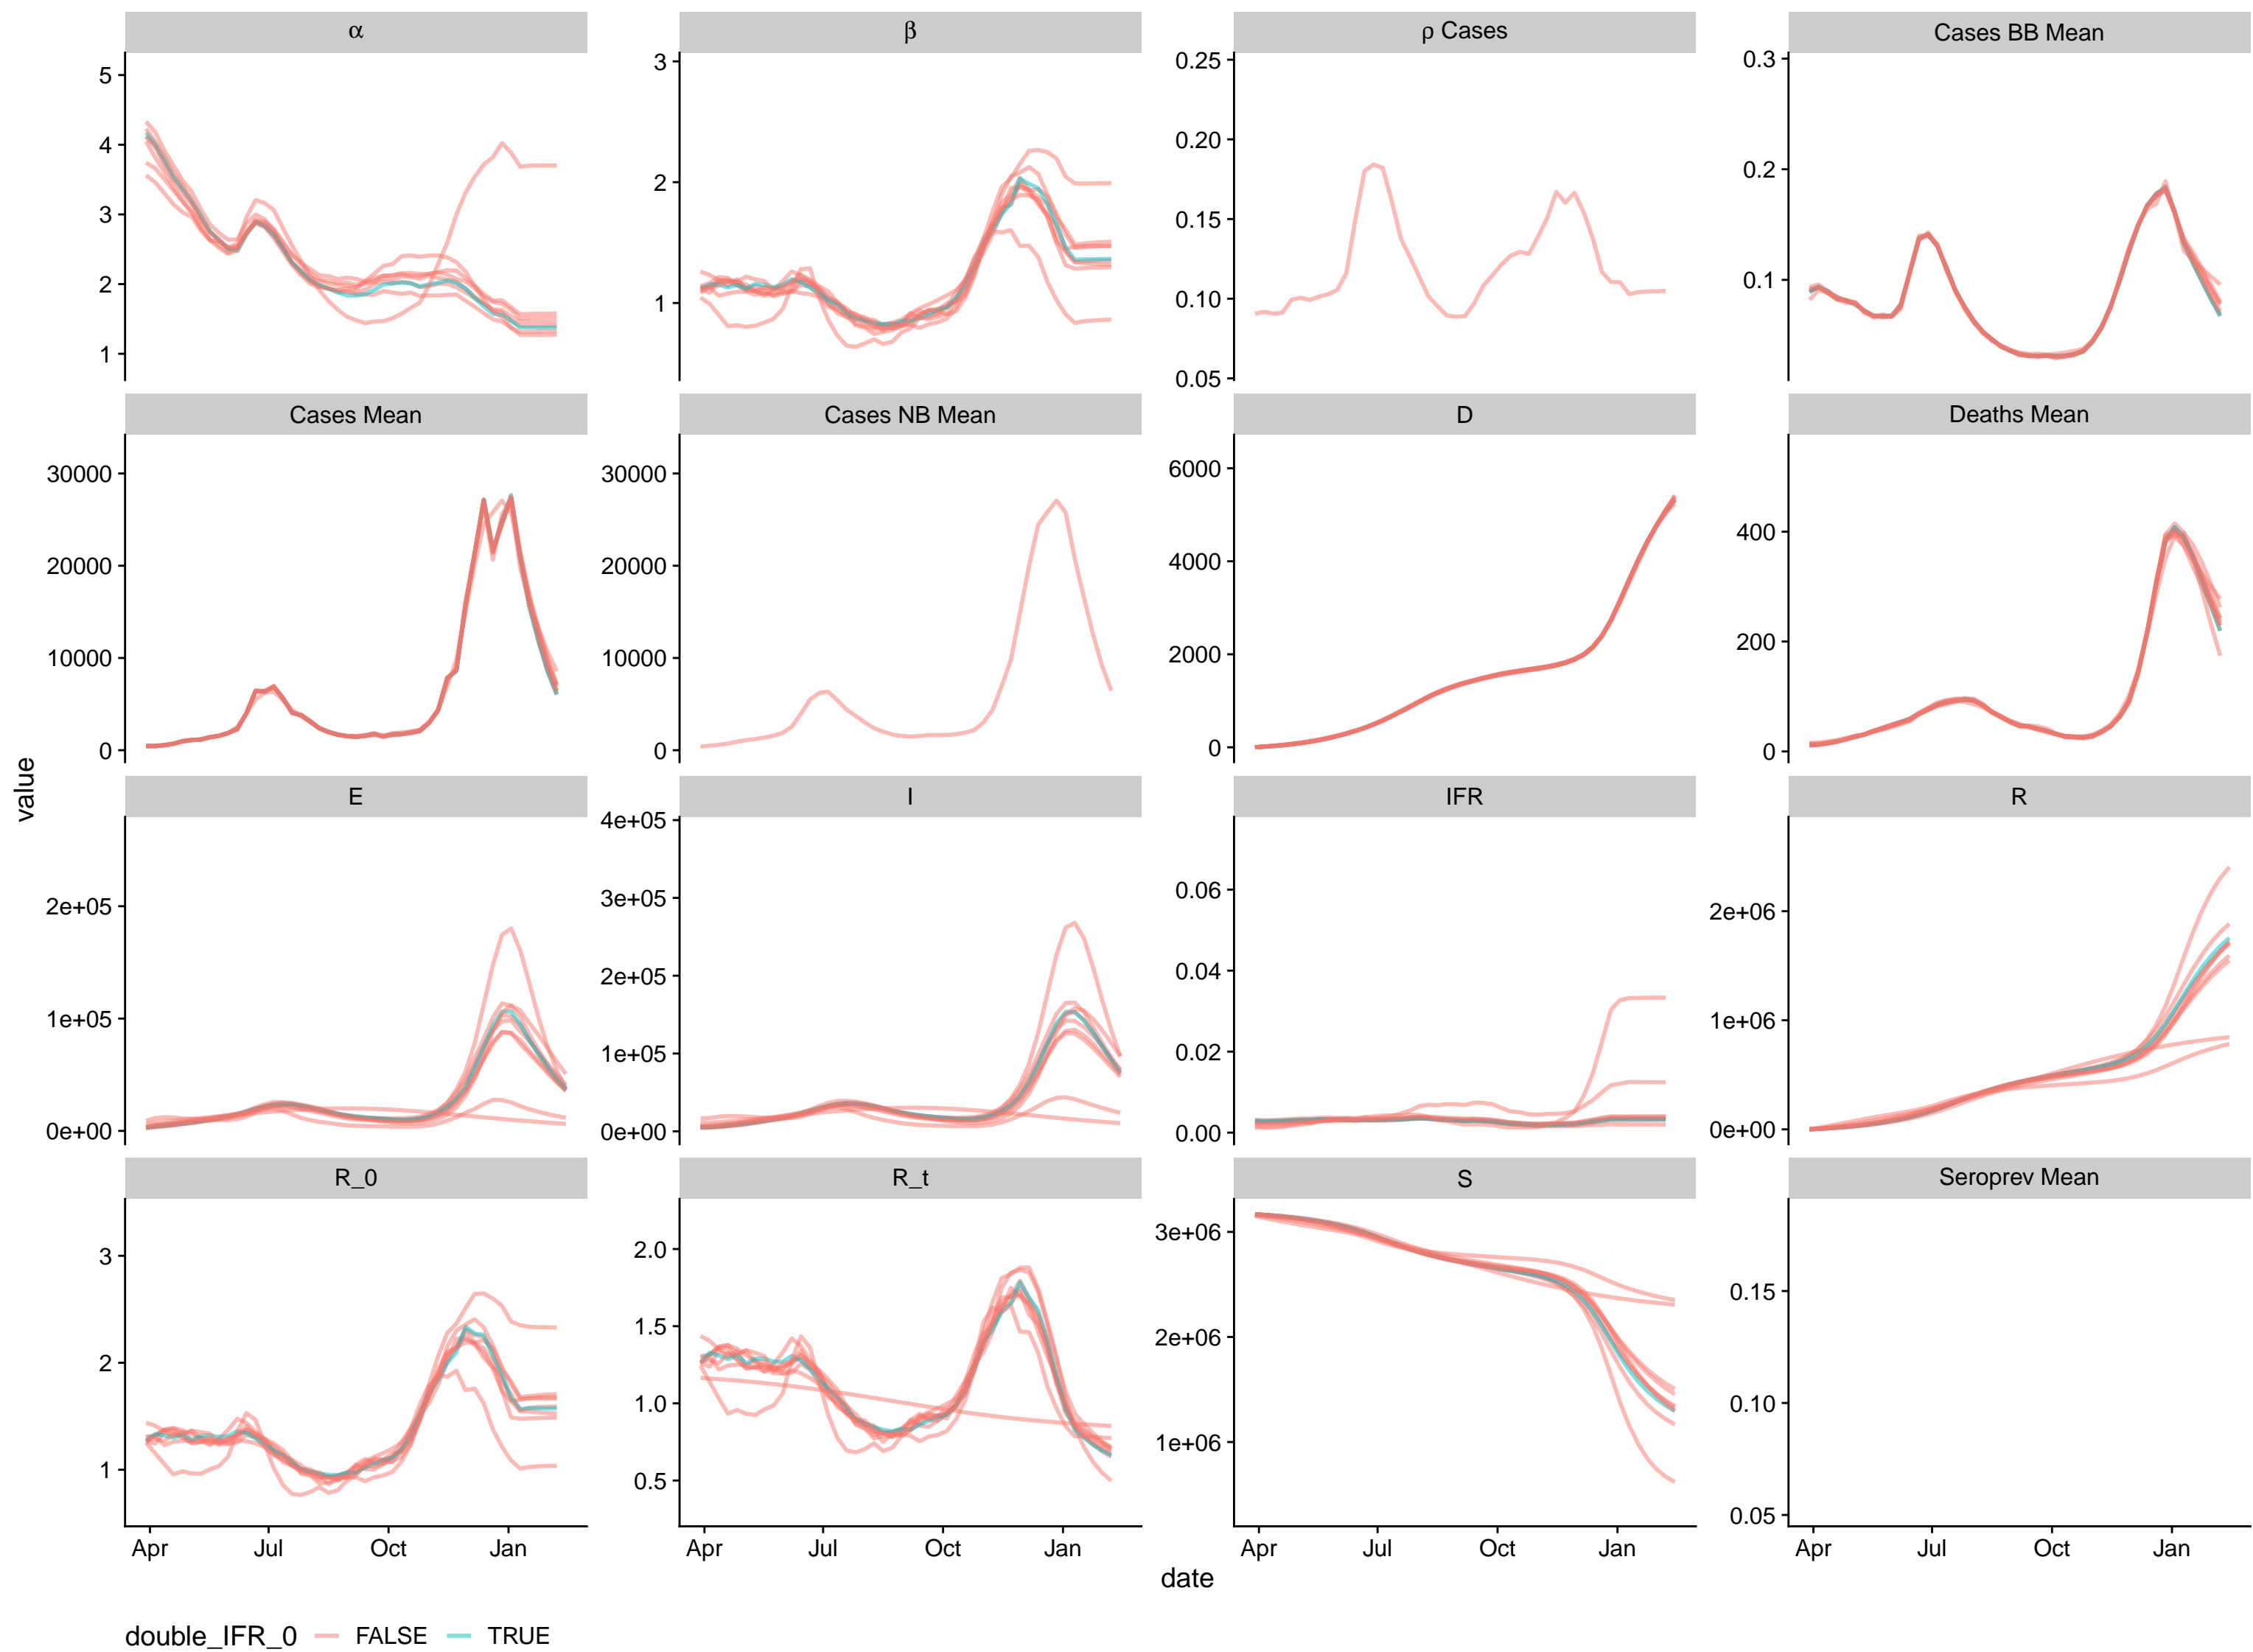 α
β
ρ Cases
Cases BB Mean
5
4
3
2
1
3
2
1
0.25
0.20
0.15
0.10
0.05
0.3
0.2
0.1
Cases Mean
Cases NB Mean
D
Deaths Mean
30000
20000
10000
0
30000
20000
10000
0
6000
4000
2000
0
400
200
0
value
E
I
IFR
R
2e+05
1e+05
0e+00
4e+05
3e+05
2e+05
1e+05
0e+00
0.06
0.04
0.02
0.00
2e+06
1e+06
0e+00
R_0
R_t
S
Seroprev Mean
3
2
1
2.0
1.5
1.0
0.5
3e+06
2e+06
1e+06
0.15
0.10
0.05
Apr Jul Oct Jan
Apr Jul Oct Jan
Apr Jul Oct Jan
Apr Jul Oct Jan
date
double_IFR_0 FALSE TRUE